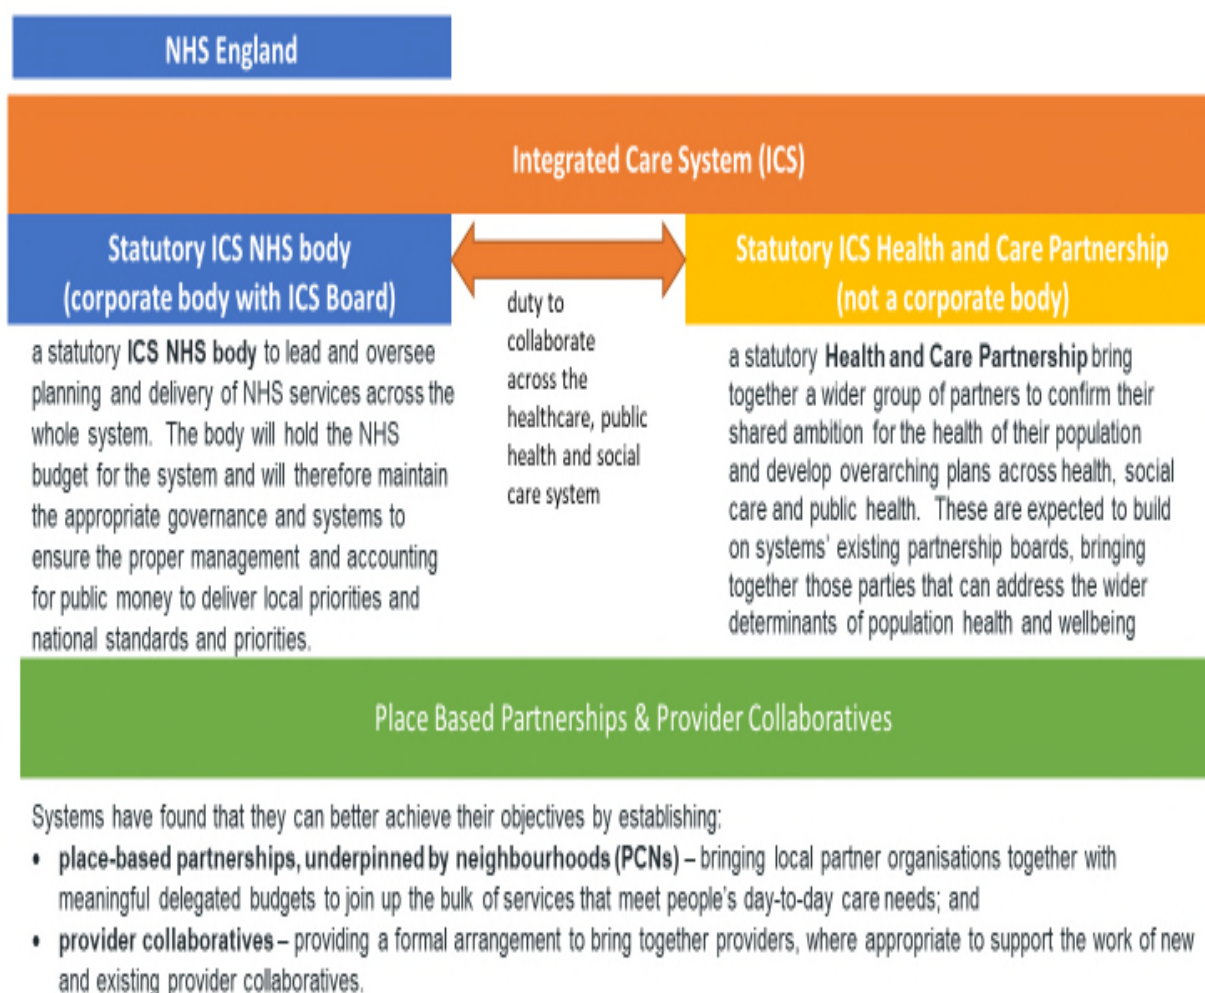 NHS England
Integrated Care System (ICS)
Statutory ICS NHS body
(corporate body with ICS Board)
a statutory ICS NHS body to lead and oversee
planning and delivery of NHS services across the
whole system. The body will hold the NHS
budget for the system and will therefore maintain
the appropriate governance and systems to
ensure the proper management and accounting
for public money to deliver local priorities and
national standards and priorities.
duty to
collaborate
across the
healthcare, public
health and social
care system
Statutory ICS Health and Care Partnership
(not a corporate body)
a statutory Health and Care Partnership bring
together a wider group of partners to confirm their
shared ambition for the health of their population
and develop overarching plans across health, social
care and public health. These are expected to build
on systems' existing partnership boards, bringing
together those parties that can address the wider
determinants of population health and wellbeing
Place Based Partnerships & Provider Collaboratives
Systems have found that they can better achieve their objectives by establishing:
• place-based partnerships, underpinned by neighbourhoods (PCNs) – bringing local partner organisations together with
meaningful delegated budgets to join up the bulk of services that meet people's day-to-day care needs; and
• provider collaboratives – providing a formal arrangement to bring together providers, where appropriate to support the work of new
and existing provider collaboratives.